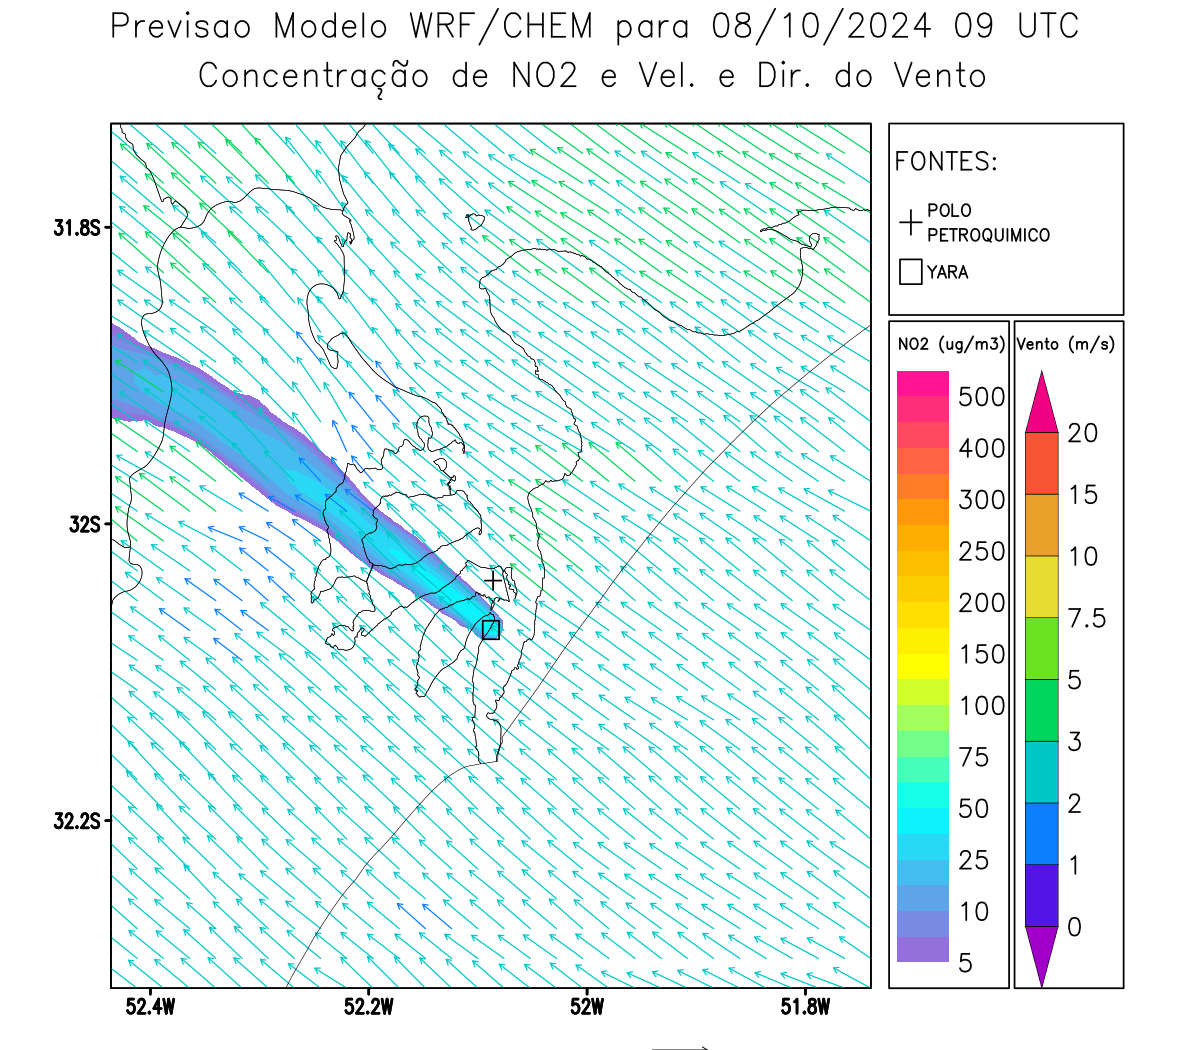 Previsao Modelo WRF/CHEM para 08/10/2024 09 UTC
Concentração de NO2 e Vel. e Dir. do Vento
FONTES:
POLO
PETROQUIMICO
YARA
NO2 (ug/m3)
500
400
300
250
200
150
100
75
50
25
10
5
Vento (m/s)
20
15
10
7.5
5
3
2
1
0
31.8S
32S
32.2S
52.4W
52.2W
52W
51.8W